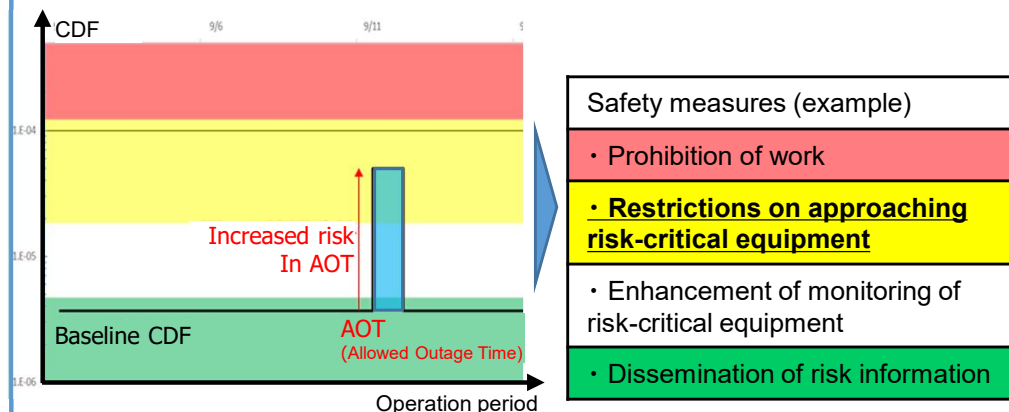 CDF
9/6
9/11
1.E-04
Increased risk
In AOT
1.E-05
Baseline CDF
AOT
(Allowed Outage Time)
1.E-06
Operation period
Safety measures (example)
・Prohibition of work
・Restrictions on approaching
risk-critical equipment
・Enhancement of monitoring of
risk-critical equipment
・Dissemination of risk information